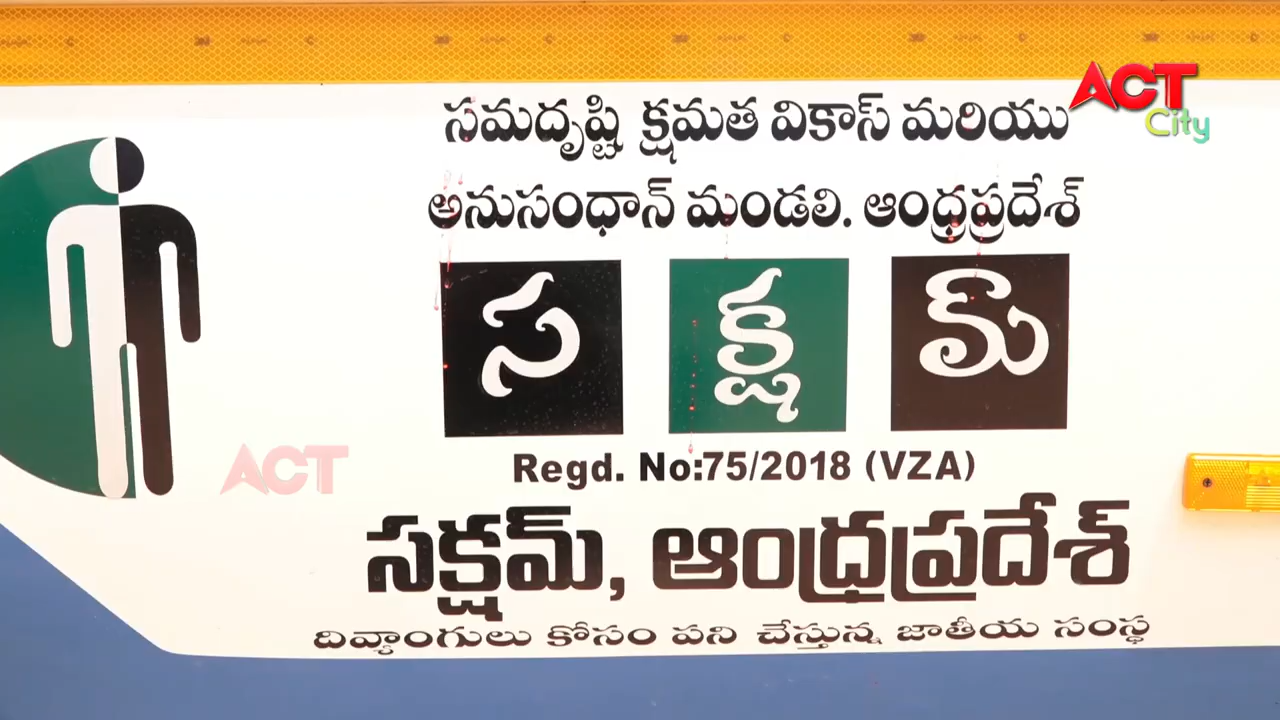 ACT
City
సమదృష్టి క్షమత వికాస్ మరియు
అనుసంధాన్ మండలి. ఆంధ్రప్రదేశ్
స క్ష మ్
ACT
Regd. No:75/2018 (VZA)
సక్షమ్, ఆంధ్రప్రదేశ్
దివ్యాంగులు కోసం పని చేస్తున్న జాతీయ సంస్థ